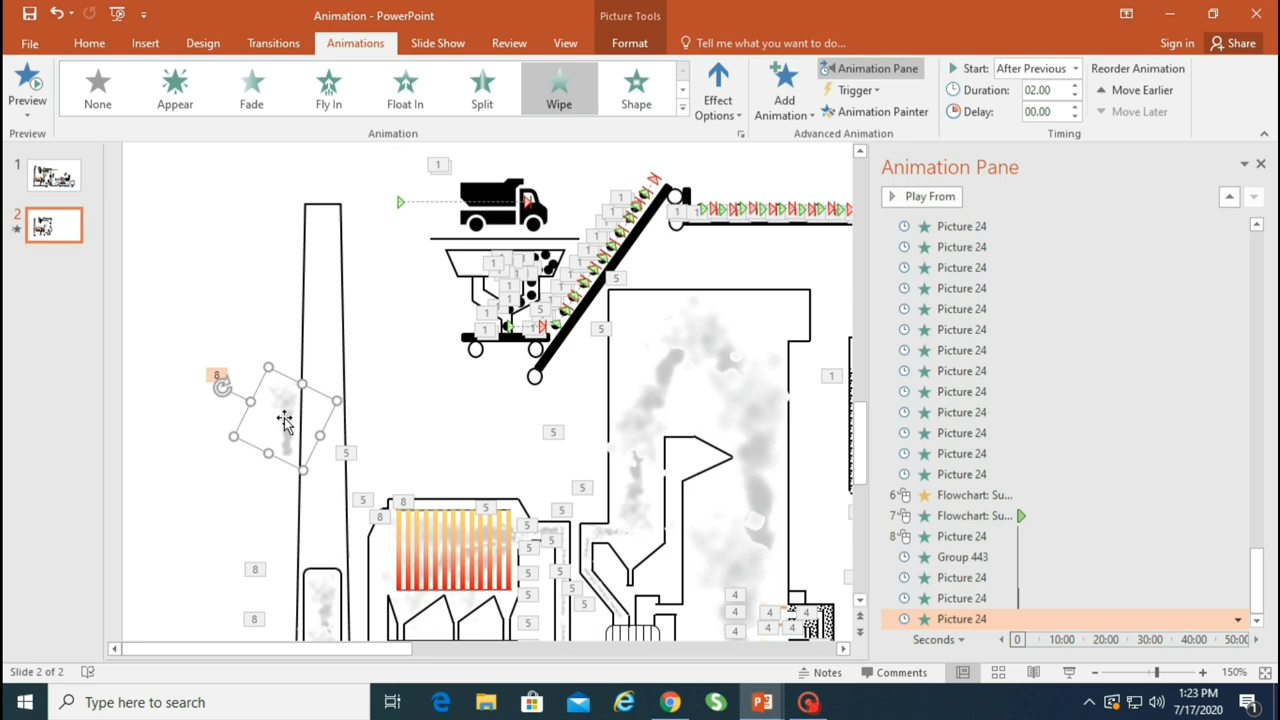 Animation - PowerPoint
Picture Tools
File Home Insert Design Transitions Animations Slide Show Review View Format Tell me what you want to do... Sign in Share
Preview
None Appear Fade Fly In Float In Split Wipe Shape
Effect Options
Add Animation
Animation Pane
Trigger
Animation Painter
Start: After Previous
Duration: 02.00
Delay: 00.00
Reorder Animation
Move Earlier
Move Later
Preview Animation Advanced Animation Timing
1
2
Animation Pane
Play From
Picture 24
Picture 24
Picture 24
Picture 24
Picture 24
Picture 24
Picture 24
Picture 24
Picture 24
Picture 24
Picture 24
Picture 24
Picture 24
6 Flowchart: Su...
7 Flowchart: Su...
8 Picture 24
Group 443
Picture 24
Picture 24
Picture 24
Seconds 0 10:00 20:00 30:00 40:00 50:00
Slide 2 of 2
Notes Comments 150%
Type here to search
1:23 PM
7/17/2020